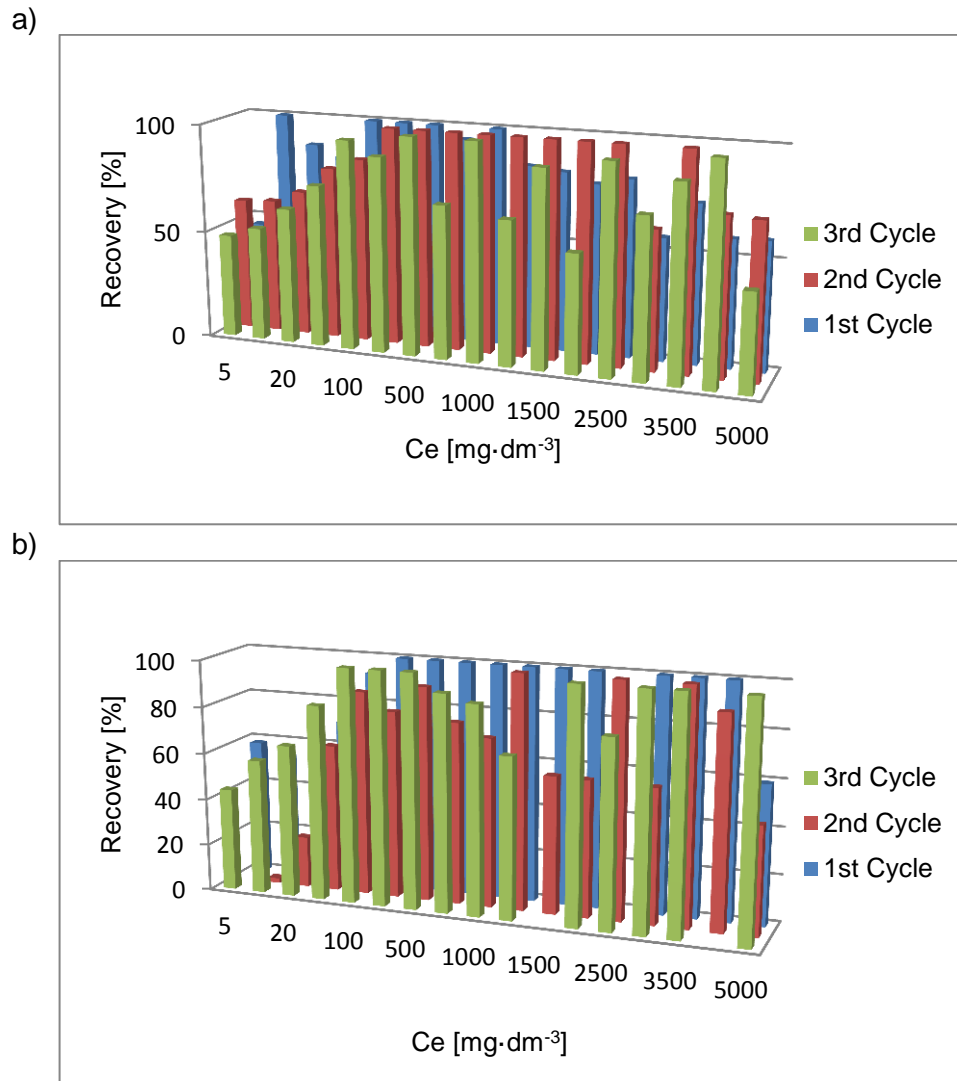 a)
100
50
0
Recovery [%]
5 20 100 500 1000 1500 2500 3500 5000
Ce [mg·dm-3]
3rd Cycle
2nd Cycle
1st Cycle
b)
100
80
60
40
20
0
Recovery [%]
5 20 100 500 1000 1500 2500 3500 5000
Ce [mg·dm-3]
3rd Cycle
2nd Cycle
1st Cycle